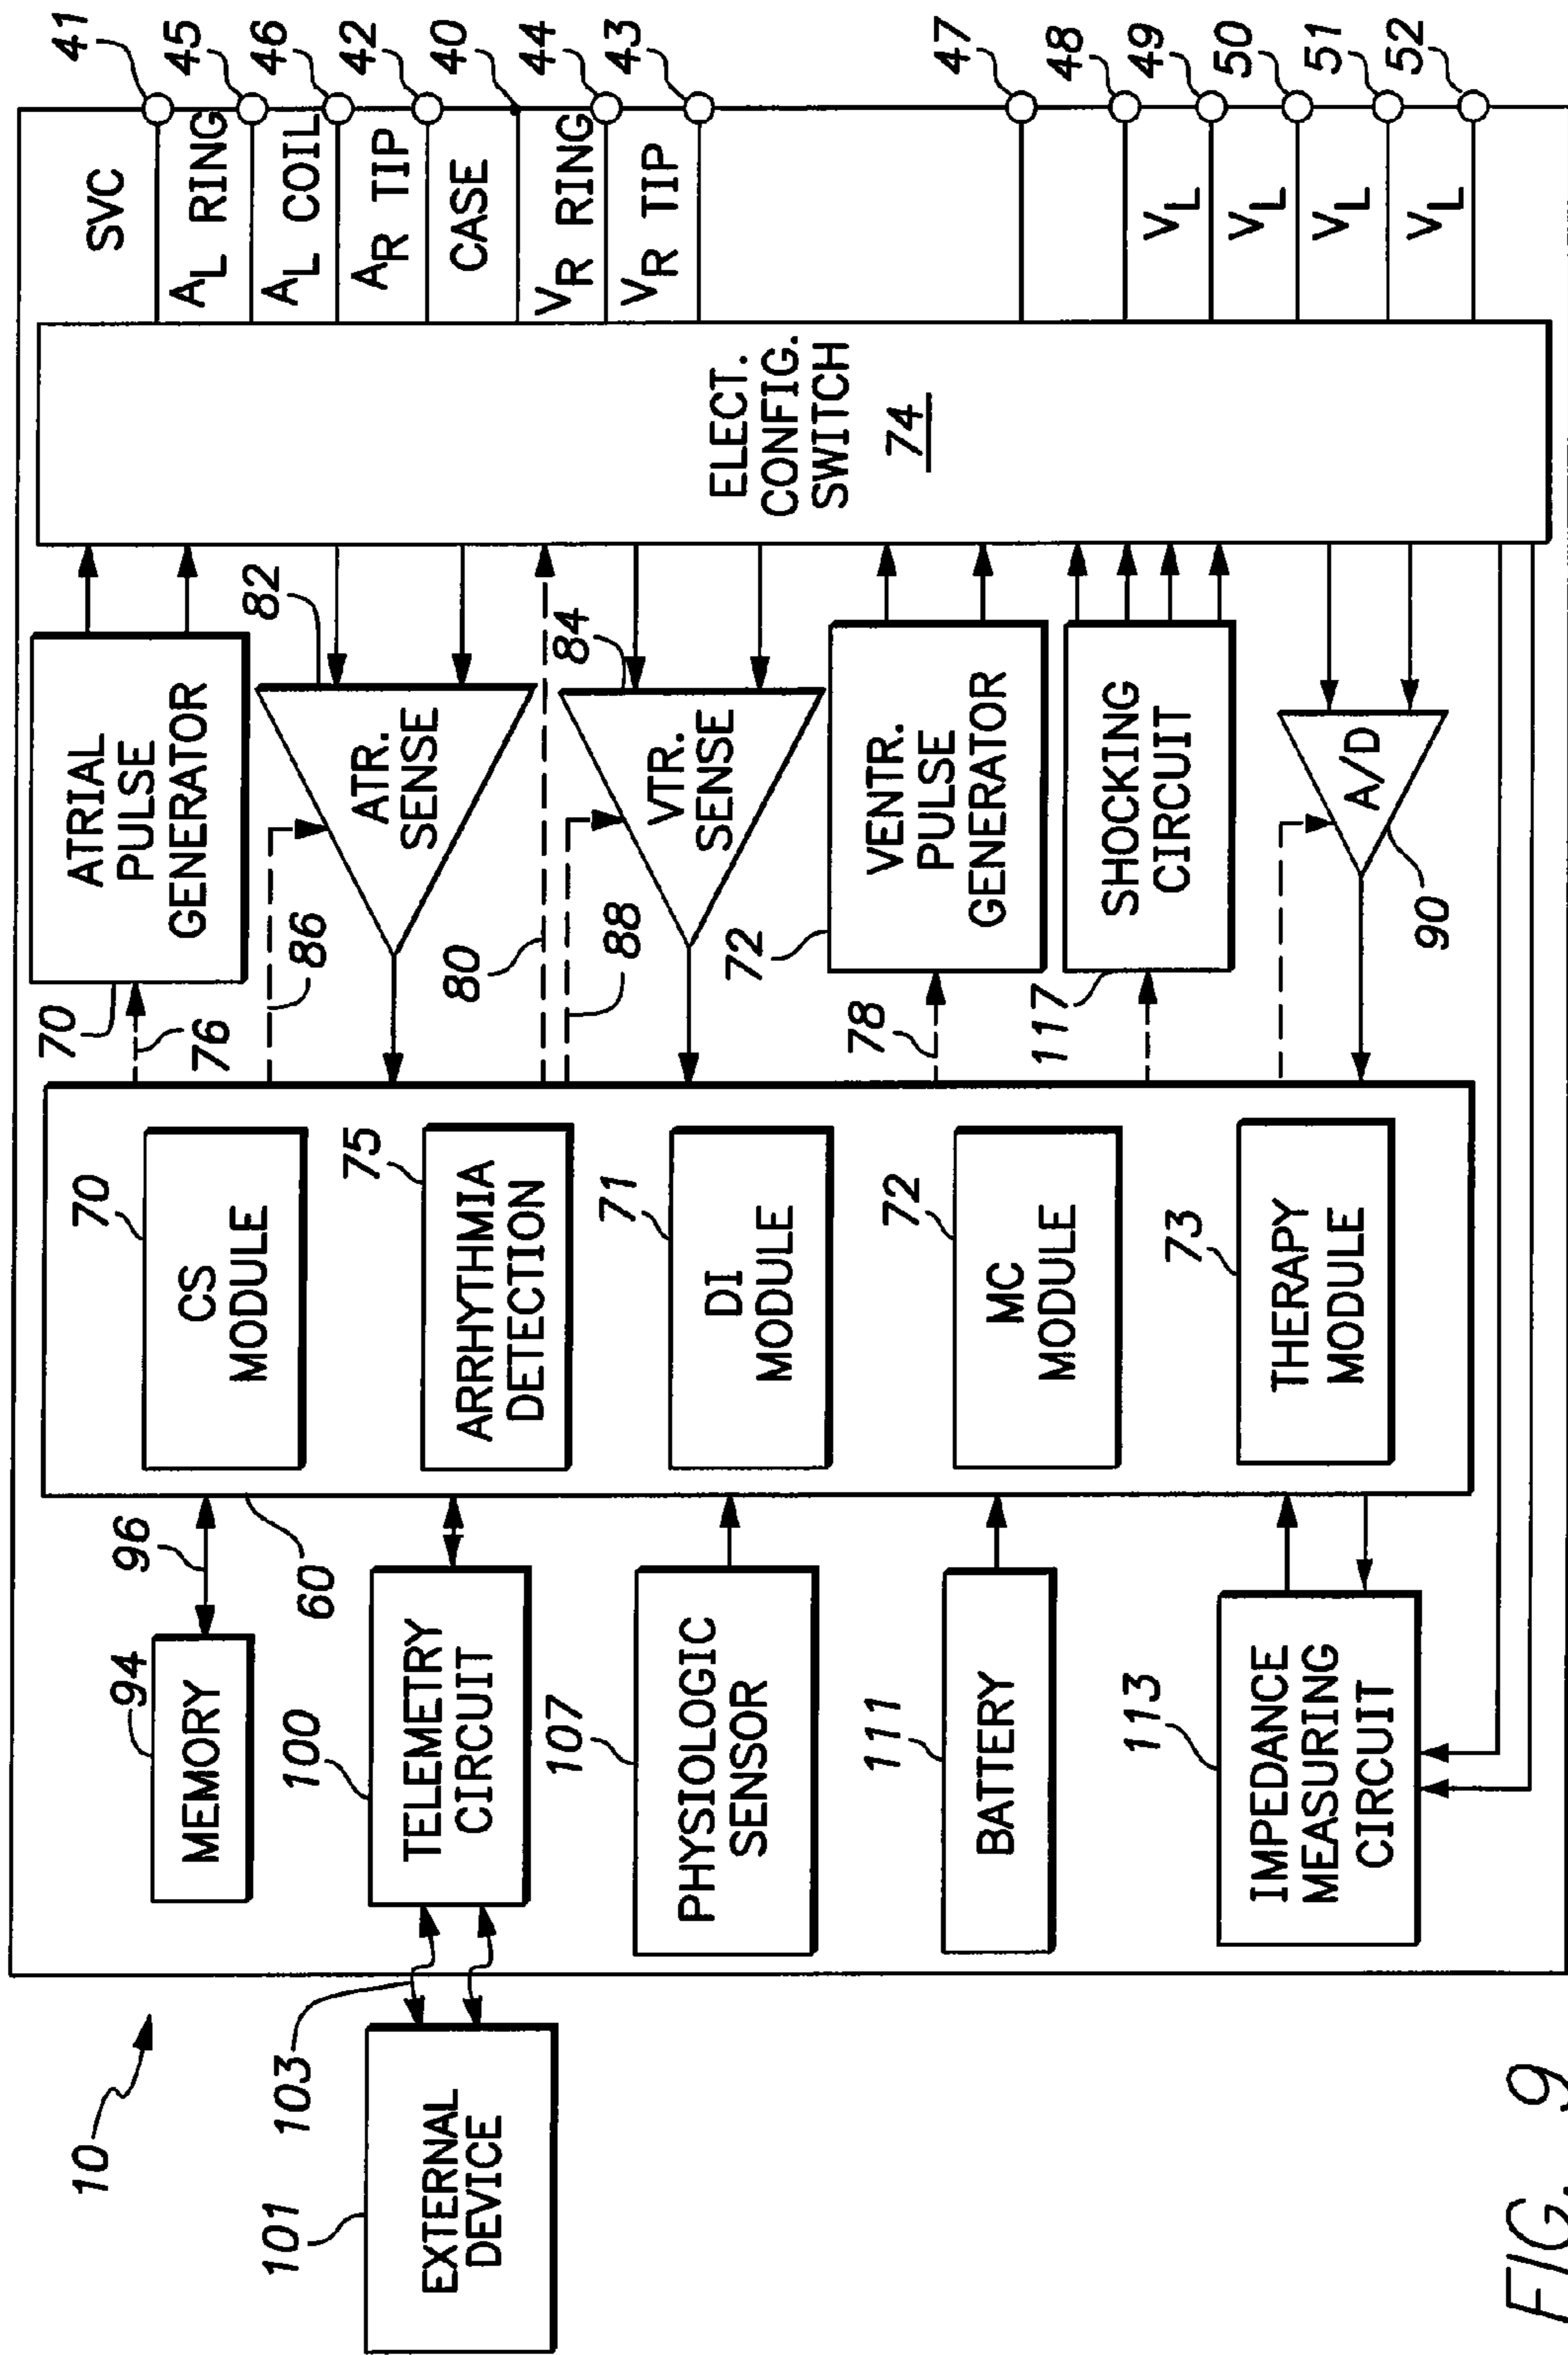 10
101
EXTERNAL
DEVICE
103
94
MEMORY
96
60
100
TELEMETRY
CIRCUIT
107
PHYSIOLOGIC
SENSOR
111
BATTERY
113
IMPEDANCE
MEASURING
CIRCUIT
70
CS
MODULE
75
ARRHYTHMIA
DETECTION
71
DI
MODULE
72
MC
MODULE
73
THERAPY
MODULE
70
ATRIAL
PULSE
GENERATOR
76
86
82
ATR.
SENSE
80
88
84
VTR.
SENSE
72
VENTR.
PULSE
GENERATOR
78
117
SHOCKING
CIRCUIT
A/D
90
ELECT.
CONFIG.
SWITCH
74
SVC 41
AL RING 45
AL COIL 46
AR TIP 42
CASE 40
VR RING 44
VR TIP 43
47
48
VL 49
VL 50
VL 51
VL 52
FIG. 9